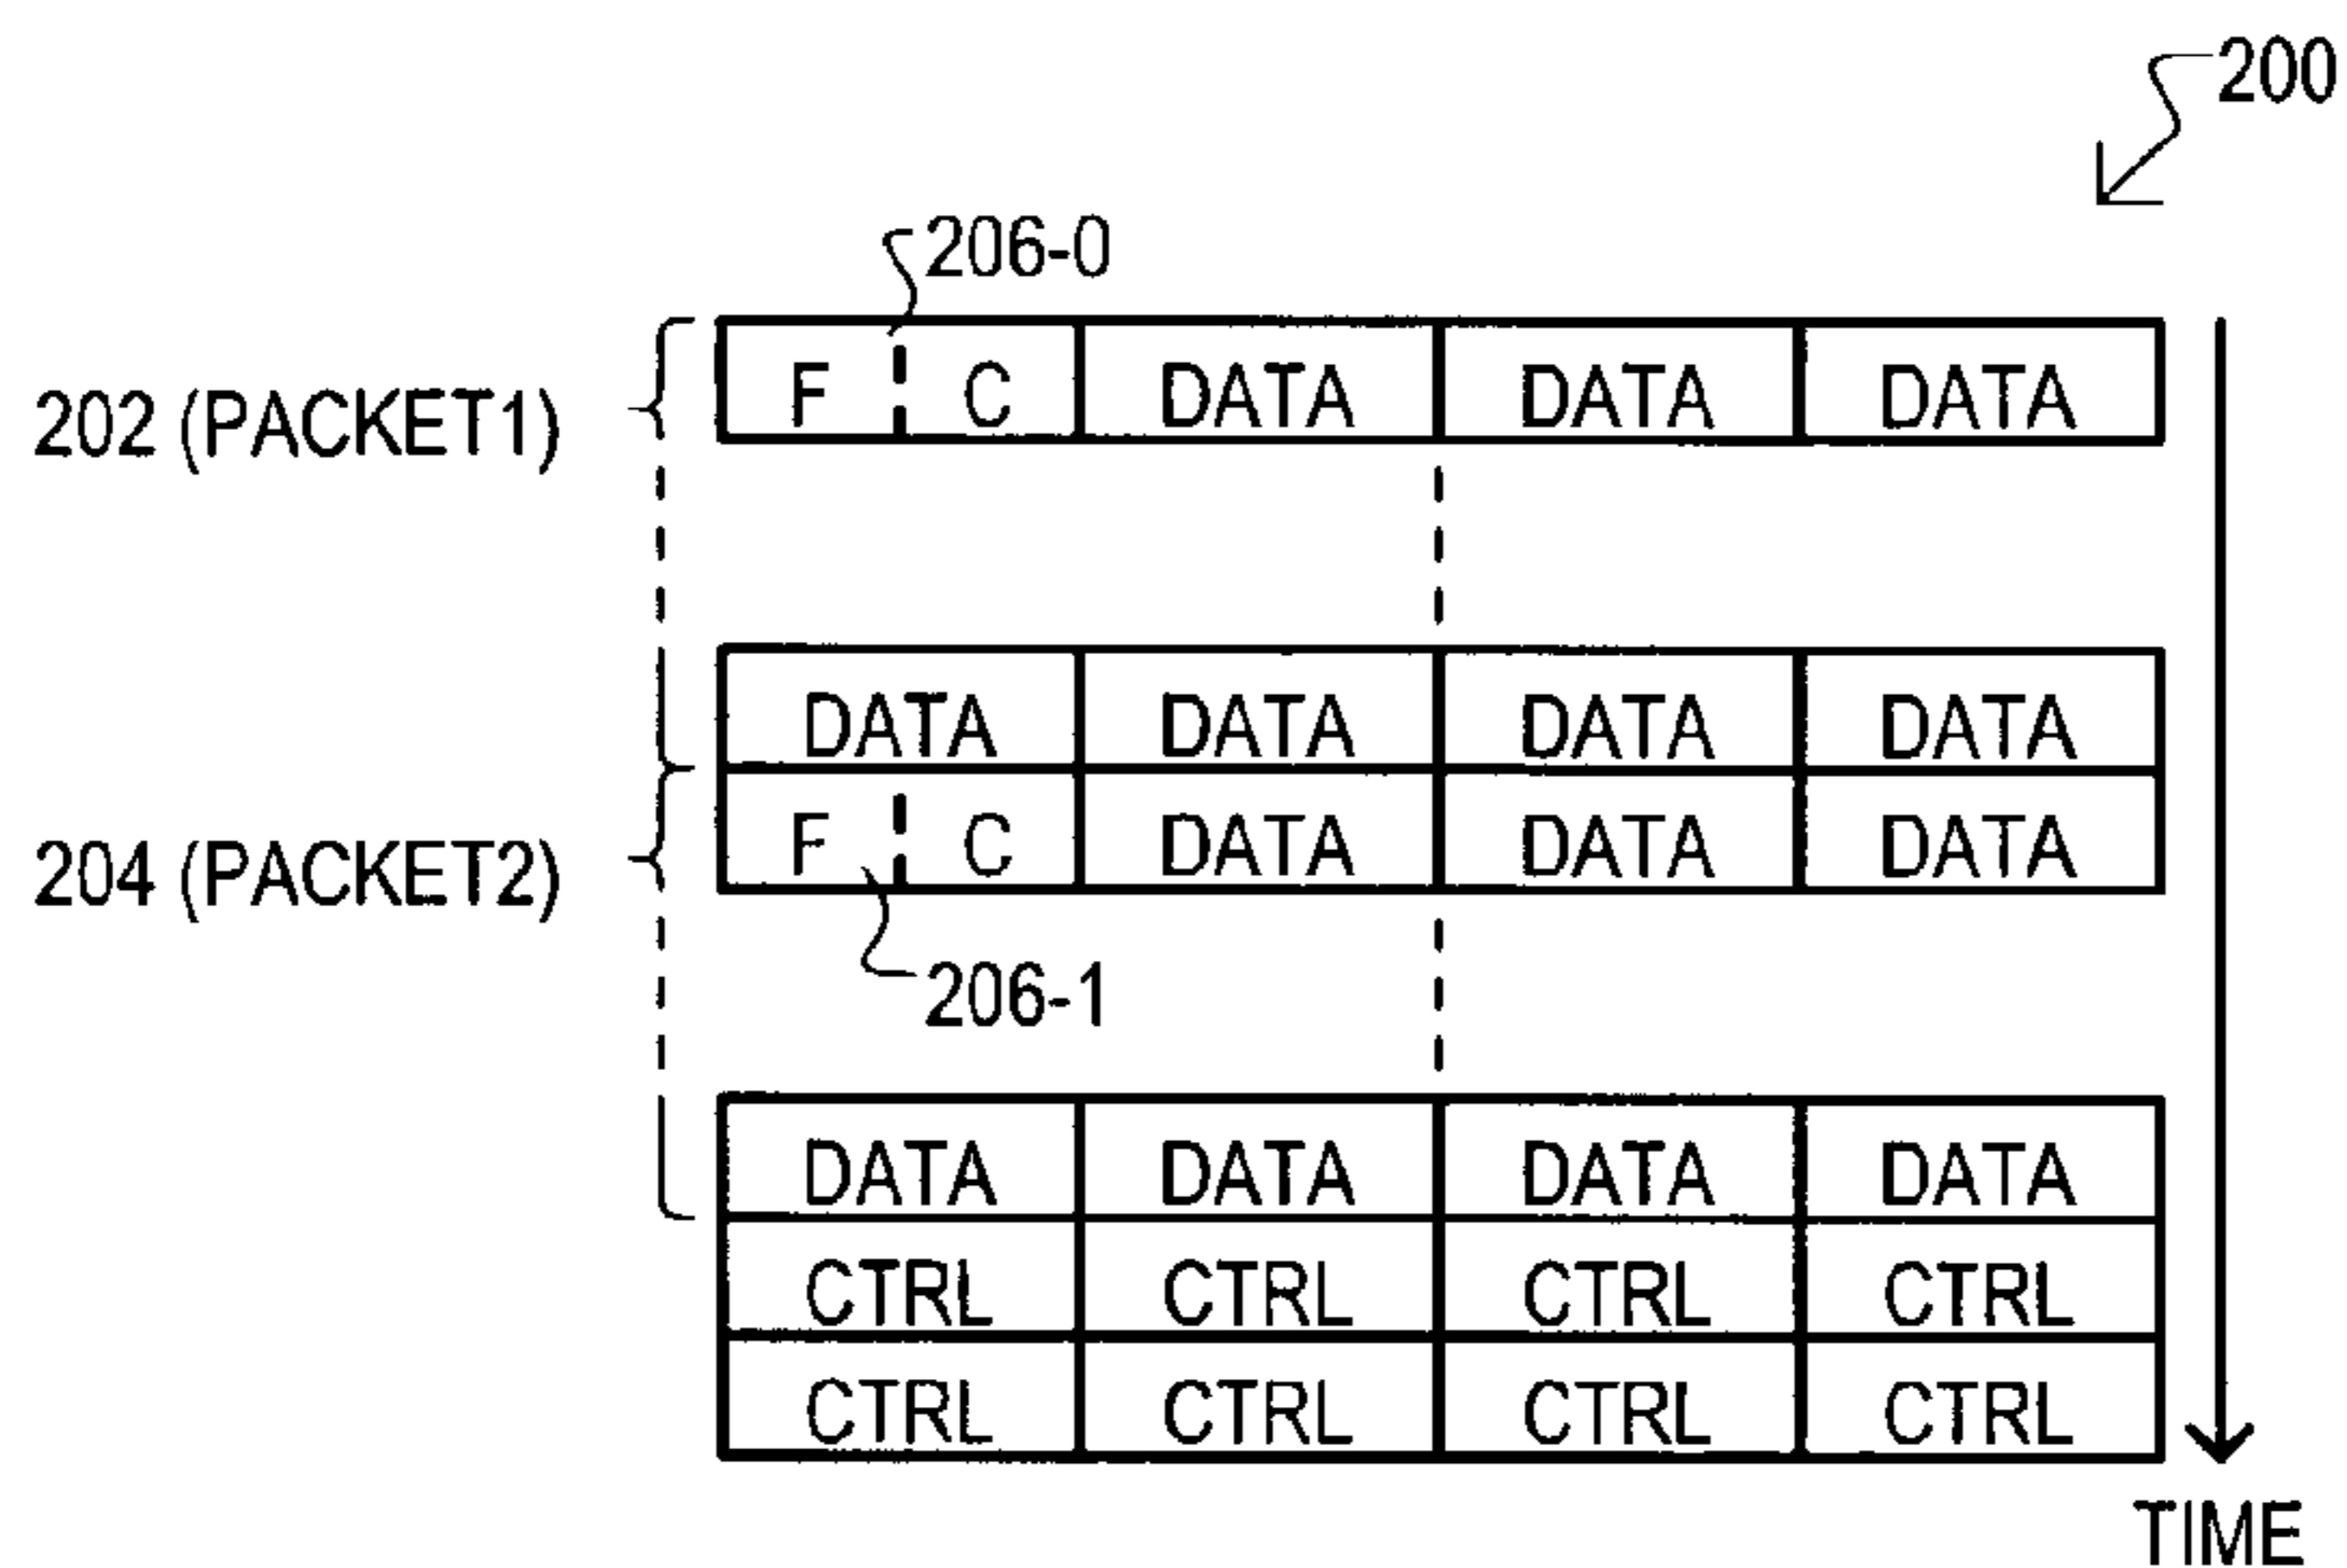 200
206-0
202 (PACKET1) F C DATA DATA DATA
DATA DATA DATA DATA
204 (PACKET2) F C DATA DATA DATA
206-1
DATA DATA DATA DATA
CTRL CTRL CTRL CTRL
CTRL CTRL CTRL CTRL
TIME